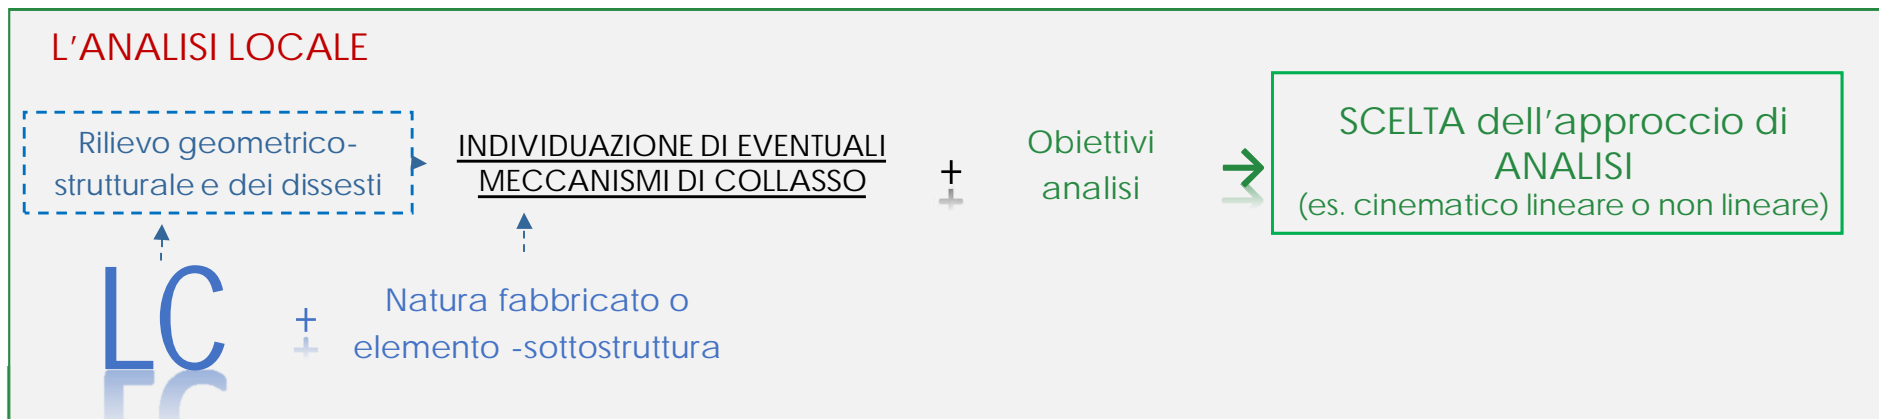 L'ANALISI LOCALE
Rilievo geometrico-
strutturale e dei dissesti
INDIVIDUAZIONE DI EVENTUALI
MECCANISMI DI COLLASSO
+
Obiettivi
analisi
SCELTA dell'approccio di
ANALISI
(es. cinematico lineare o non lineare)
LC
+
Natura fabbricato o
elemento -sottostruttura